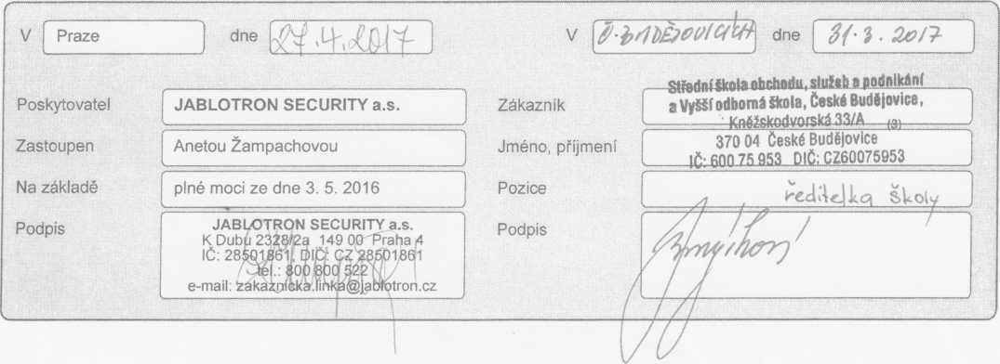 V Praze dne 27.4.2017
V Č.BUDĚJOVICÍCH dne 31.3.2017
Poskytovatel JABLOTRON SECURITY a.s.
Zastoupen Anetou Žampachovou
Na základě plné moci ze dne 3. 5. 2016
Podpis
JABLOTRON SECURITY a.s.
K Dubu 2328/2a 149 00 Praha 4
IČ: 28501861, DIČ: CZ 28501861
tel.: 800 800 522
e-mail: zakaznicka.linka@jablotron.cz
Zákazník
Střední škola obchodu, služeb a podnikání
a Vyšší odborná škola, České Budějovice,
Kněžskodvorská 33/A (3)
370 04 České Budějovice
IČ: 600 75 953 DIČ: CZ60075953
Jméno, příjmení
Pozice ředitelka školy
Podpis